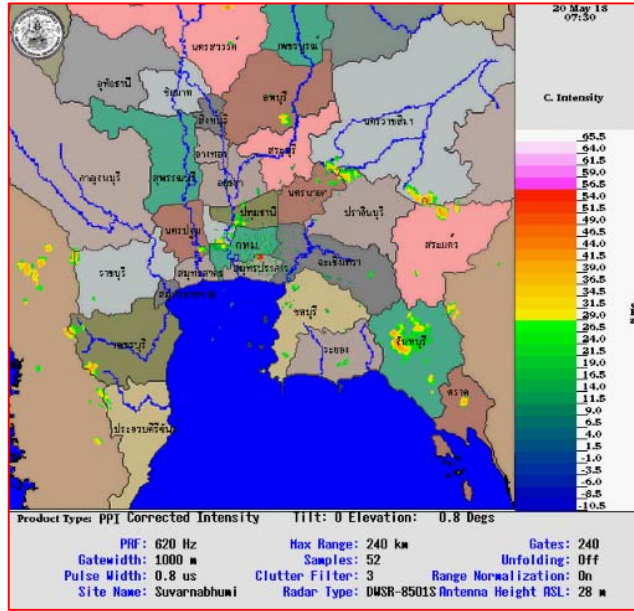 20 May 18
07:30
นครสวรรค์
เพชรบูรณ์
อุทัยธานี
ชัยนาท
ลพบุรี
สิงห์บุรี
นครราชสีมา
อ่างทอง
สระบุรี
กาญจนบุรี
สุพรรณบุรี
อยุธยา
นครนายก
ปราจีนบุรี
ปทุมธานี
นครปฐม
กทม.
สระแก้ว
ราชบุรี
สมุทรสาคร
สมุทรปราการ
ฉะเชิงเทรา
ชลบุรี
เพชรบุรี
ระยอง
จันทบุรี
ตราด
ประจวบคีรีขันธ์
C. Intensity
65.5
64.0
61.5
59.0
56.5
54.0
51.5
49.0
46.5
44.0
41.5
39.0
36.5
34.0
31.5
29.0
26.5
24.0
21.5
19.0
16.5
14.0
11.5
9.0
6.5
4.0
1.5
-1.0
-3.5
-6.0
-8.5
-10.5
Product Type: PPI Corrected Intensity Tilt: 0 Elevation: 0.8 Degs
PRF: 620 Hz Max Range: 240 km Gates: 240
Gatewidth: 1000 m Samples: 52 Unfolding: Off
Pulse Width: 0.8 us Clutter Filter: 3 Range Normalization: On
Site Name: Suvarnabhumi Radar Type: DWSR-8501S Antenna Height ASL: 28 m